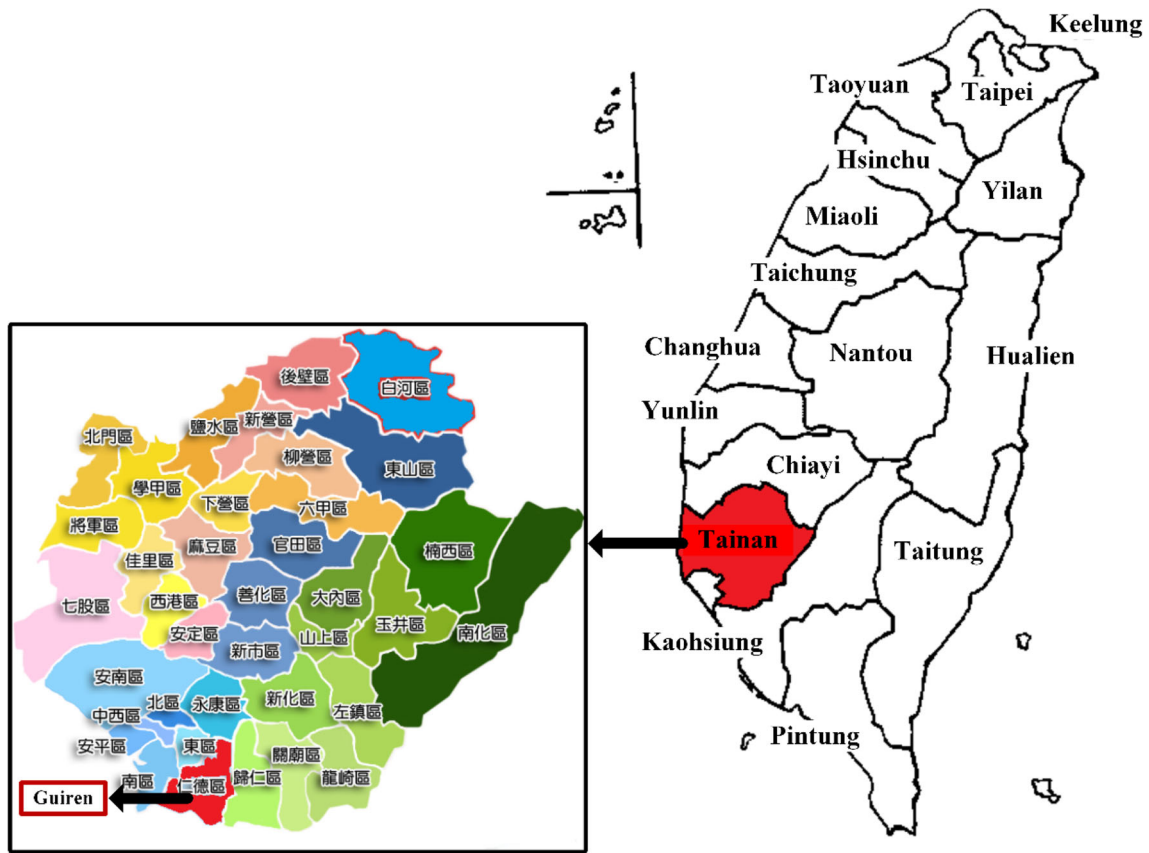 Keelung
Taipei
Taoyuan
Hsinchu
Yilan
Miaoli
Taichung
Changhua
Nantou
Hualien
Yunlin
Chiayi
Tainan
Taitung
Kaohsiung
Pintung
後壁區
白河區
新營區
鹽水區
北門區
柳營區
東山區
學甲區
下營區
六甲區
將軍區
麻豆區
官田區
楠西區
佳里區
七股區
西港區
善化區
大內區
玉井區
南化區
安定區
山上區
新市區
安南區
北區
永康區
新化區
左鎮區
中西區
安平區
東區
關廟區
南區
仁德區
歸仁區
龍崎區
Guiren